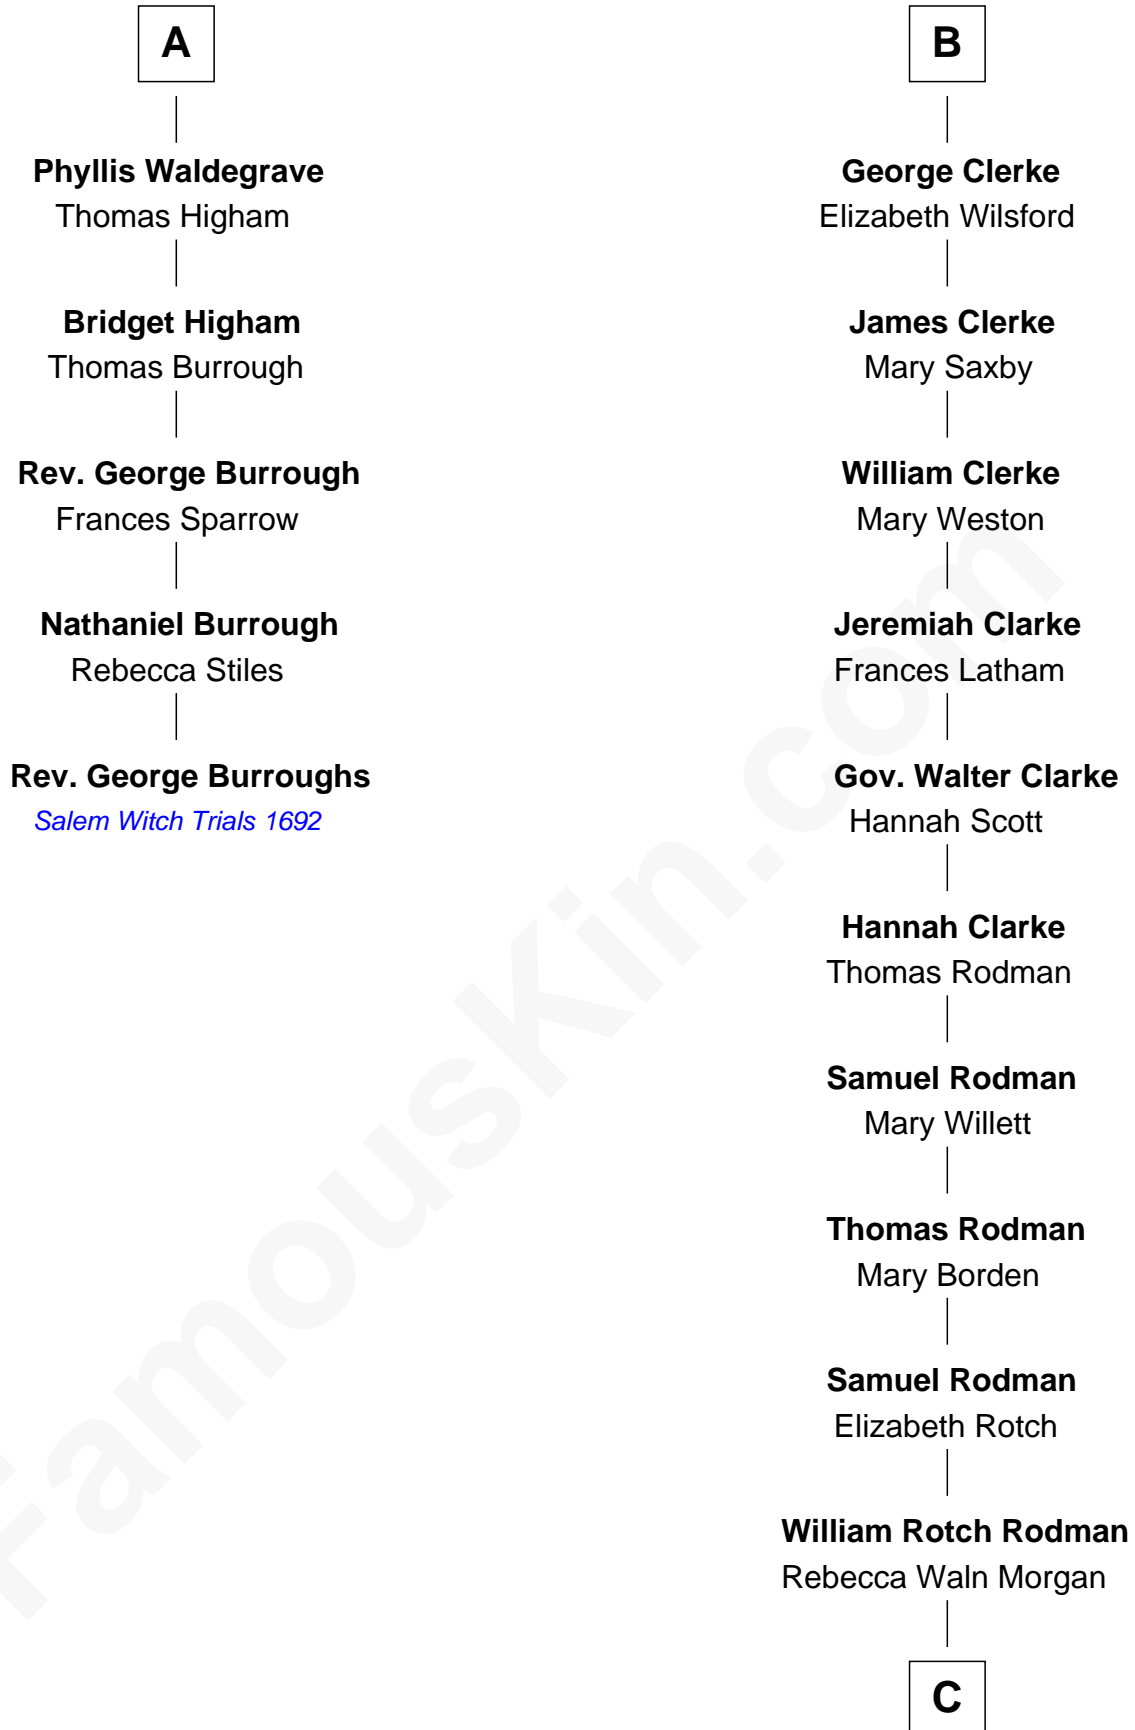 A
Phyllis Waldegrave
Thomas Higham
Bridget Higham
Thomas Burrough
Rev. George Burrough
Frances Sparrow
Nathaniel Burrough
Rebecca Stiles
Rev. George Burroughs
Salem Witch Trials 1692
B
George Clerke
Elizabeth Wilsford
James Clerke
Mary Saxby
William Clerke
Mary Weston
Jeremiah Clarke
Frances Latham
Gov. Walter Clarke
Hannah Scott
Hannah Clarke
Thomas Rodman
Samuel Rodman
Mary Willett
Thomas Rodman
Mary Borden
Samuel Rodman
Elizabeth Rotch
William Rotch Rodman
Rebecca Waln Morgan
C
FamousKin.com